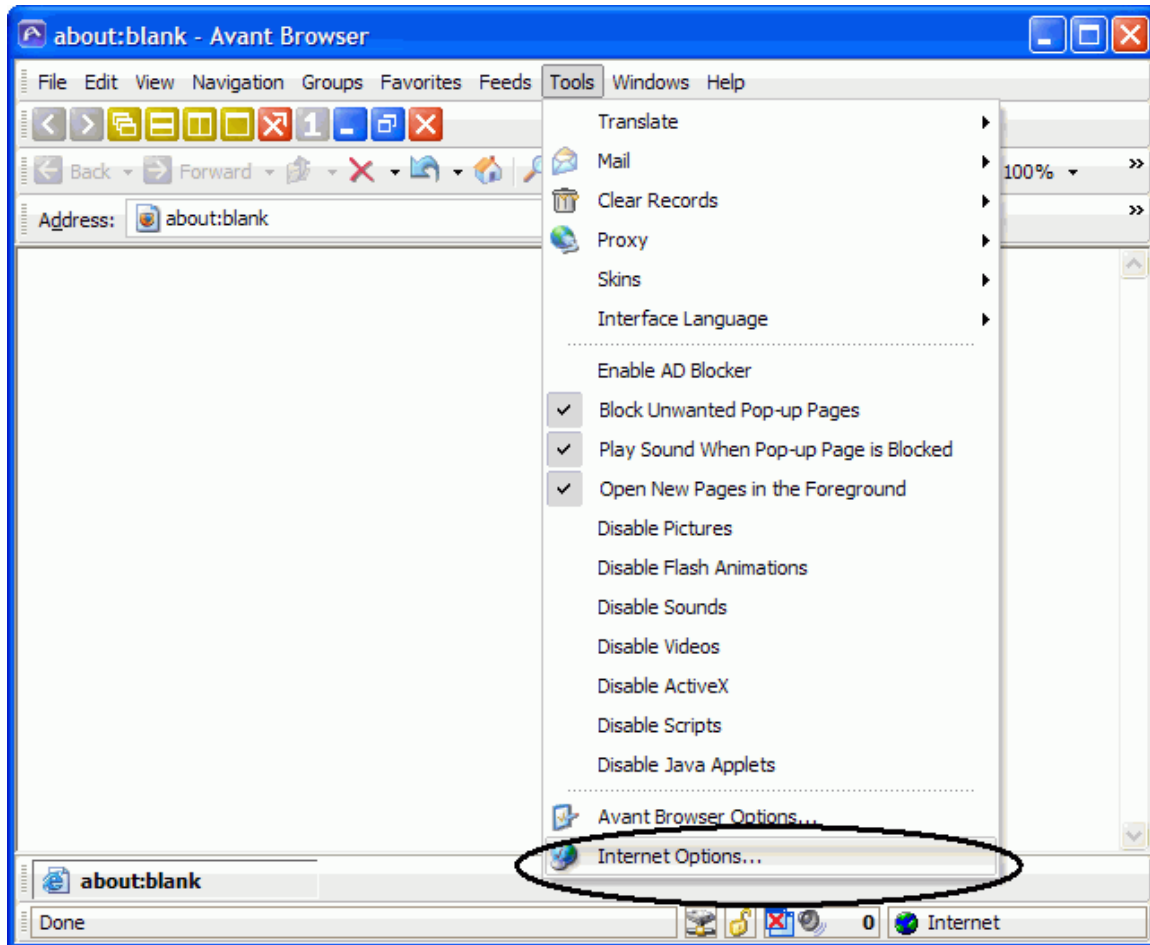 about:blank - Avant Browser
File Edit View Navigation Groups Favorites Feeds Tools Windows Help
1
Back Forward 100% »
Address: about:blank »
Translate
Mail
Clear Records
Proxy
Skins
Interface Language
Enable AD Blocker
Block Unwanted Pop-up Pages
Play Sound When Pop-up Page is Blocked
Open New Pages in the Foreground
Disable Pictures
Disable Flash Animations
Disable Sounds
Disable Videos
Disable ActiveX
Disable Scripts
Disable Java Applets
Avant Browser Options...
Internet Options...
about:blank
Done 0 Internet